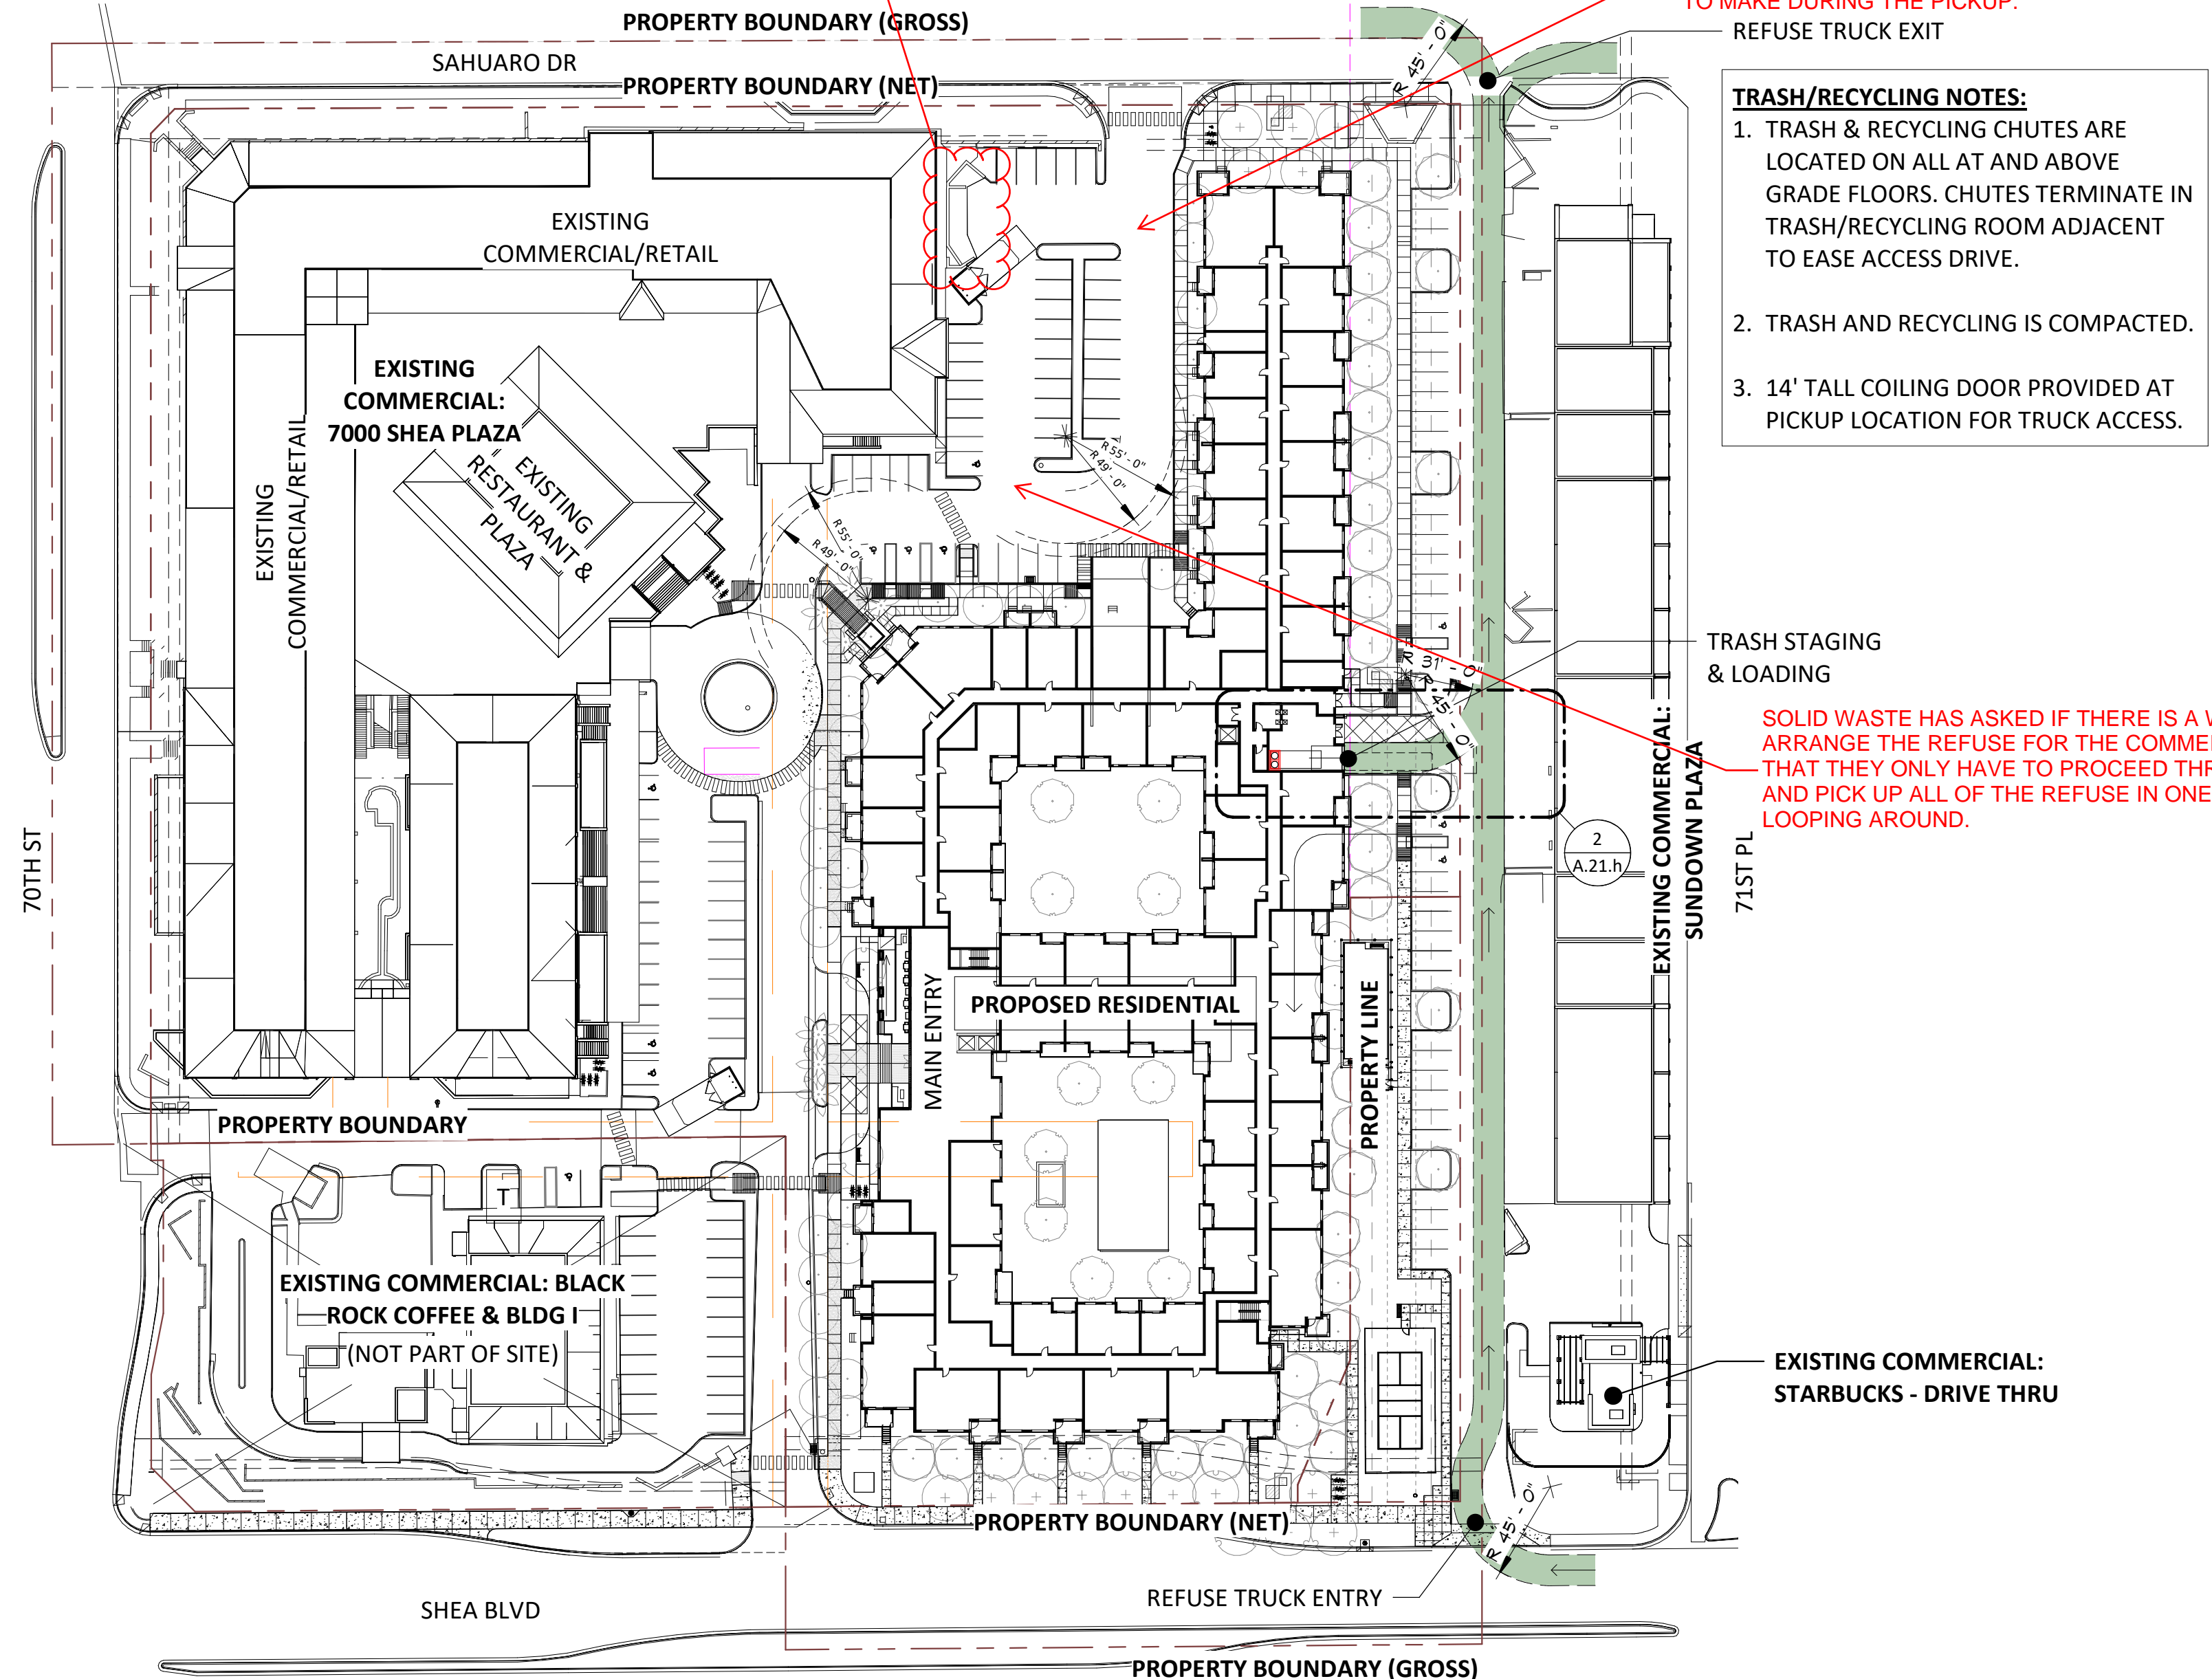 TO MAKE DURING THE PICKUP.
PROPERTY BOUNDARY (GROSS)
REFUSE TRUCK EXIT
SAHUARO DR
PROPERTY BOUNDARY (NET)
R 45' - 0"
TRASH/RECYCLING NOTES:
1. TRASH & RECYCLING CHUTES ARE
LOCATED ON ALL AT AND ABOVE
GRADE FLOORS. CHUTES TERMINATE IN
TRASH/RECYCLING ROOM ADJACENT
TO EASE ACCESS DRIVE.
2. TRASH AND RECYCLING IS COMPACTED.
3. 14' TALL COILING DOOR PROVIDED AT
PICKUP LOCATION FOR TRUCK ACCESS.
EXISTING
COMMERCIAL/RETAIL
EXISTING
COMMERCIAL:
7000 SHEA PLAZA
EXISTING
COMMERCIAL/RETAIL
EXISTING
RESTAURANT &
PLAZA
R 55' - 0"
R 49' - 0"
R 55' - 0"
R 49' - 0"
TRASH STAGING
& LOADING
R 31' - 0"
R 45' - 0"
SOLID WASTE HAS ASKED IF THERE IS A
ARRANGE THE REFUSE FOR THE
THAT THEY ONLY HAVE TO PROCEED
AND PICK UP ALL OF THE REFUSE IN ONE
LOOPING AROUND.
2
A.21.h
EXISTING COMMERCIAL:
SUNDOWN PLAZA
71ST PL
70TH ST
MAIN ENTRY
PROPOSED RESIDENTIAL
PROPERTY LINE
PROPERTY BOUNDARY
T
EXISTING COMMERCIAL: BLACK
ROCK COFFEE & BLDG I
(NOT PART OF SITE)
EXISTING COMMERCIAL:
STARBUCKS - DRIVE THRU
PROPERTY BOUNDARY (NET)
R 45' - 0"
REFUSE TRUCK ENTRY
SHEA BLVD
PROPERTY BOUNDARY (GROSS)